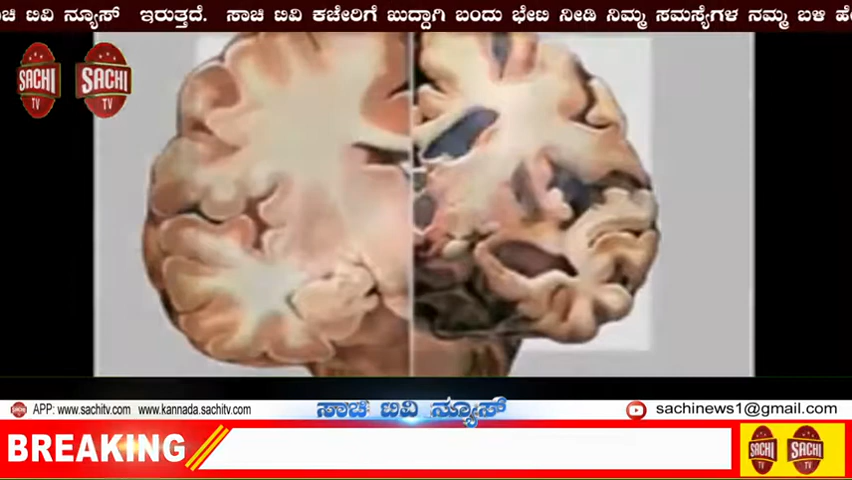 ಸಾಚಿ ಟಿವಿ ನ್ಯೂಸ್ ಇರುತ್ತದೆ. ಸಾಚಿ ಟಿವಿ ಕಚೇರಿಗೆ ಖುದ್ದಾಗಿ ಬಂದು ಭೇಟಿ ನೀಡಿ ನಿಮ್ಮ ಸಮಸ್ಯೆಗಳ ನಮ್ಮ ಬಳಿ
SACHI TV SACHI TV
APP: www.sachitv.com www.kannada.sachitv.com ಸಾಚಿ ಟಿವಿ ನ್ಯೂಸ್ sachinews1@gmail.com
BREAKING SACHI TV SACHI TV